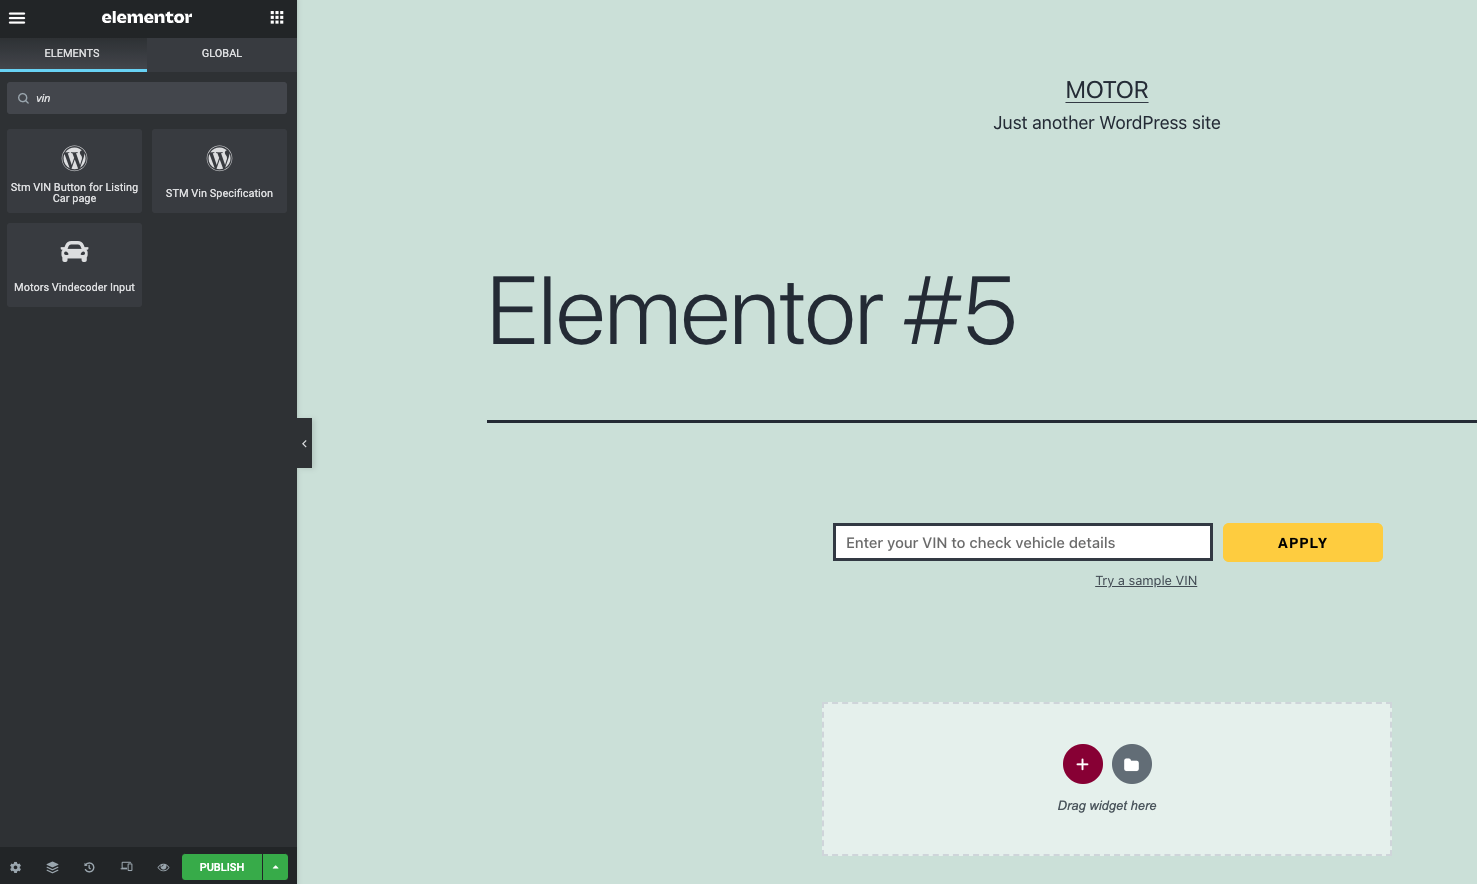 elementor
ELEMENTS
GLOBAL
vin
Stm VIN Button for Listing
Car page
STM Vin Specification
Motors Vindecoder Input
PUBLISH
MOTOR
Just another WordPress site
Elementor #5
Enter your VIN to check vehicle details
APPLY
Try a sample VIN
Drag widget here